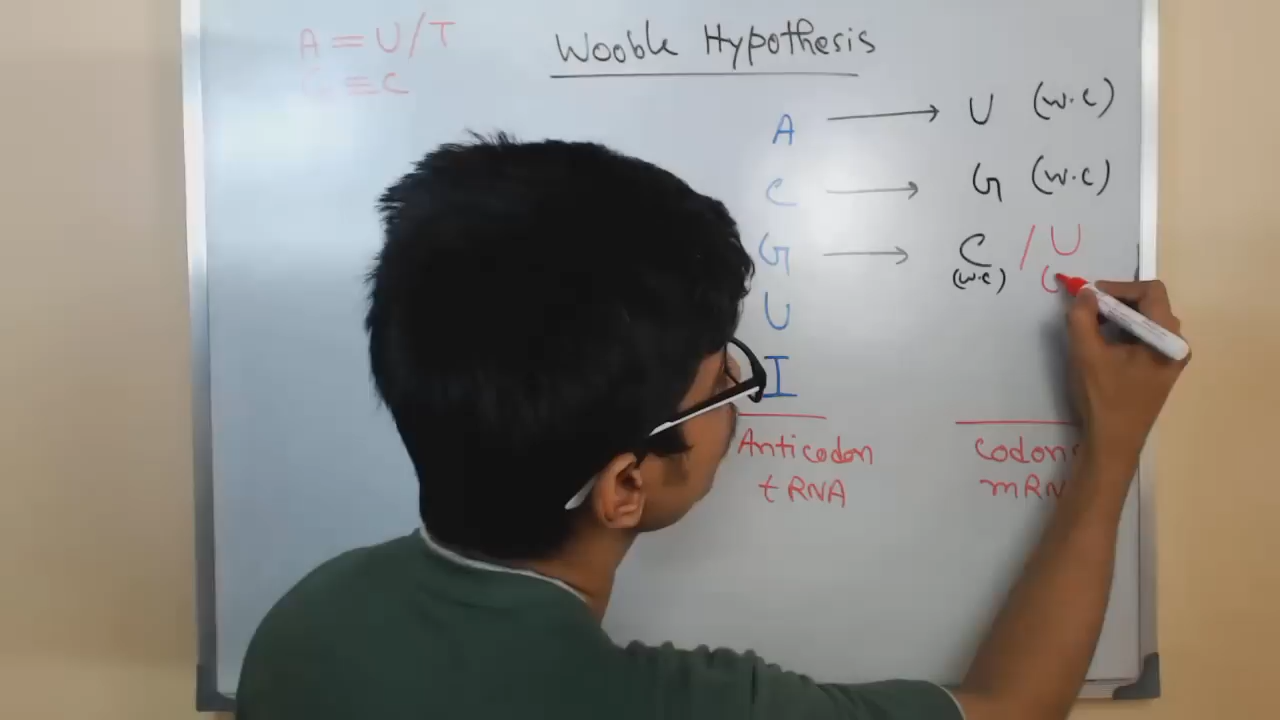 A = U/T
G ≡ C
Wooble Hypothesis
A → U (W.C)
C → G (W.C)
G → C / U
(W.C)
U
I
Anticodon
tRNA
Codon
mRN